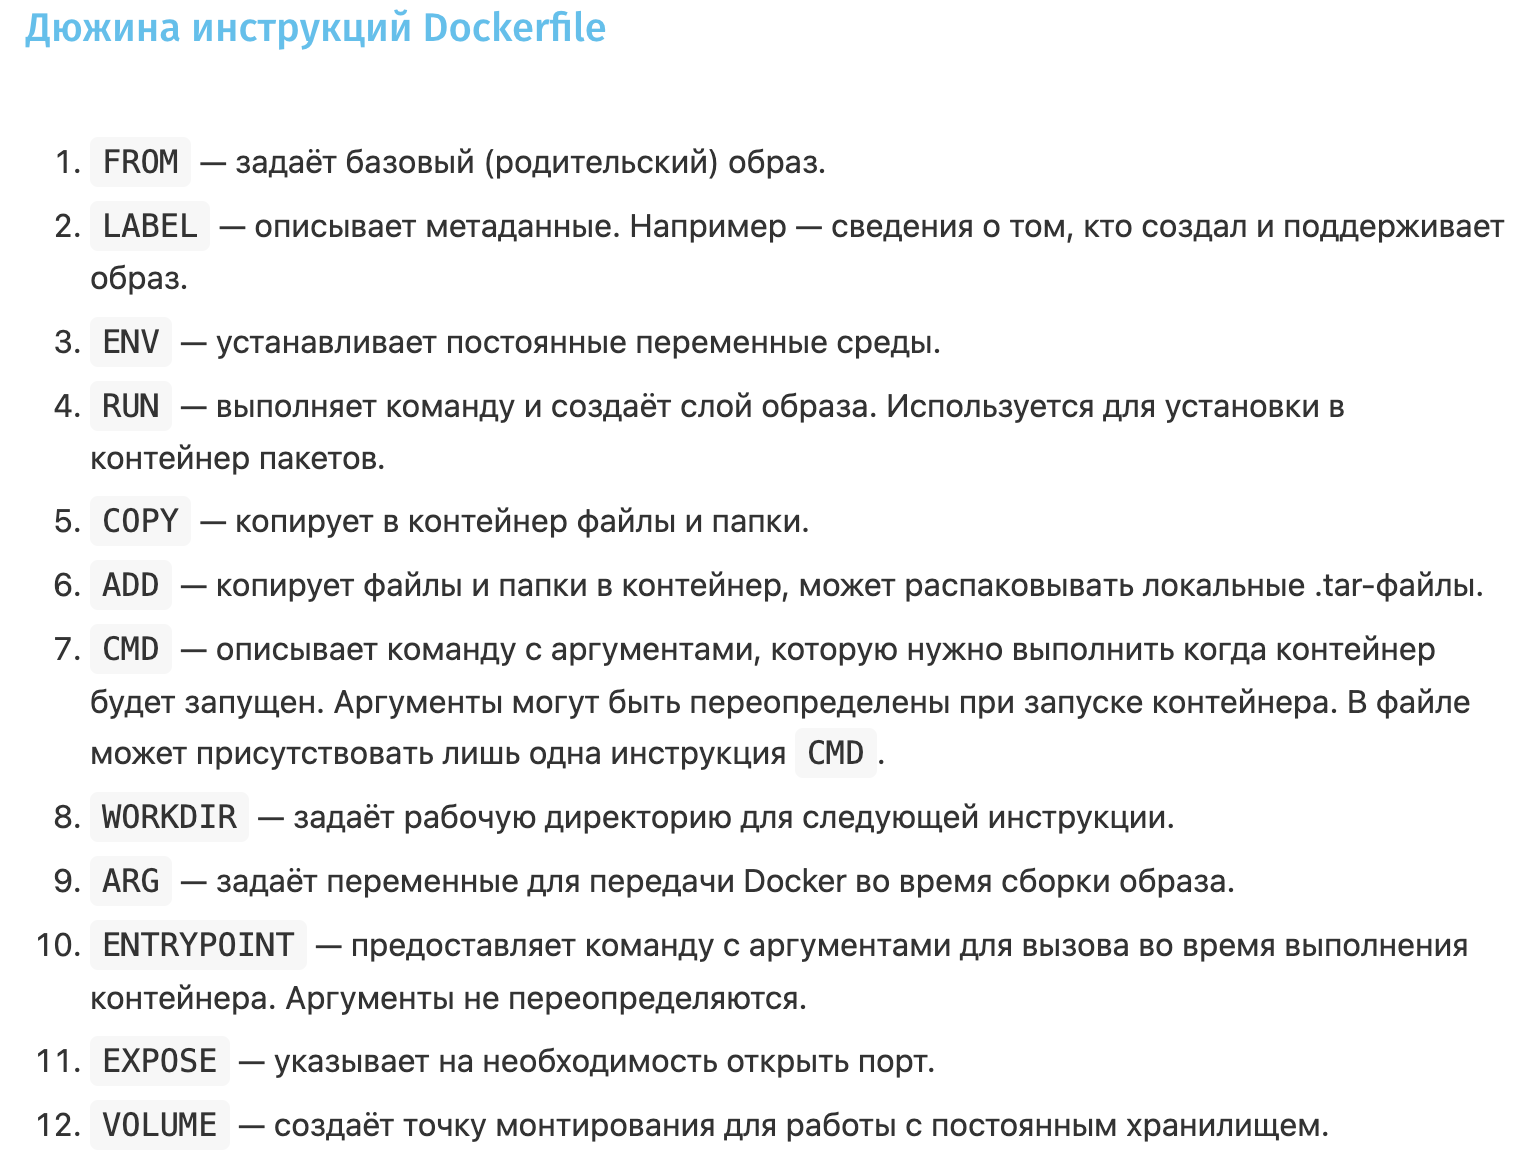 Дюжина инструкций Dockerfile
1. FROM — задаёт базовый (родительский) образ.
2. LABEL — описывает метаданные. Например — сведения о том, кто создал и поддерживает
образ.
3. ENV — устанавливает постоянные переменные среды.
4. RUN — выполняет команду и создаёт слой образа. Используется для установки в
контейнер пакетов.
5. COPY — копирует в контейнер файлы и папки.
6. ADD — копирует файлы и папки в контейнер, может распаковывать локальные .tar-файлы.
7. CMD — описывает команду с аргументами, которую нужно выполнить когда контейнер
будет запущен. Аргументы могут быть переопределены при запуске контейнера. В файле
может присутствовать лишь одна инструкция CMD.
8. WORKDIR — задаёт рабочую директорию для следующей инструкции.
9. ARG — задаёт переменные для передачи Docker во время сборки образа.
10. ENTRYPOINT — предоставляет команду с аргументами для вызова во время выполнения
контейнера. Аргументы не переопределяются.
11. EXPOSE — указывает на необходимость открыть порт.
12. VOLUME — создаёт точку монтирования для работы с постоянным хранилищем.